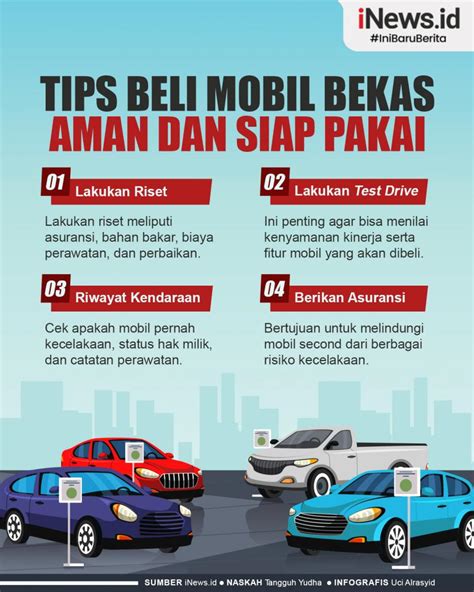 iNews.id
#IniBaruBerita
TIPS BELI MOBIL BEKAS
AMAN DAN SIAP PAKAI
01 Lakukan Riset
Lakukan riset meliputi
asuransi, bahan bakar, biaya
perawatan, dan perbaikan.
02 Lakukan Test Drive
Ini penting agar bisa menilai
kenyamanan kinerja serta
fitur mobil yang akan dibeli.
03 Riwayat Kendaraan
Cek apakah mobil pernah
kecelakaan, status hak milik,
dan catatan perawatan.
04 Berikan Asuransi
Bertujuan untuk melindungi
mobil second dari berbagai
risiko kecelakaan.
SUMBER iNews.id ● NASKAH Tangguh Yudha ● INFOGRAFIS Uci Alrasyid